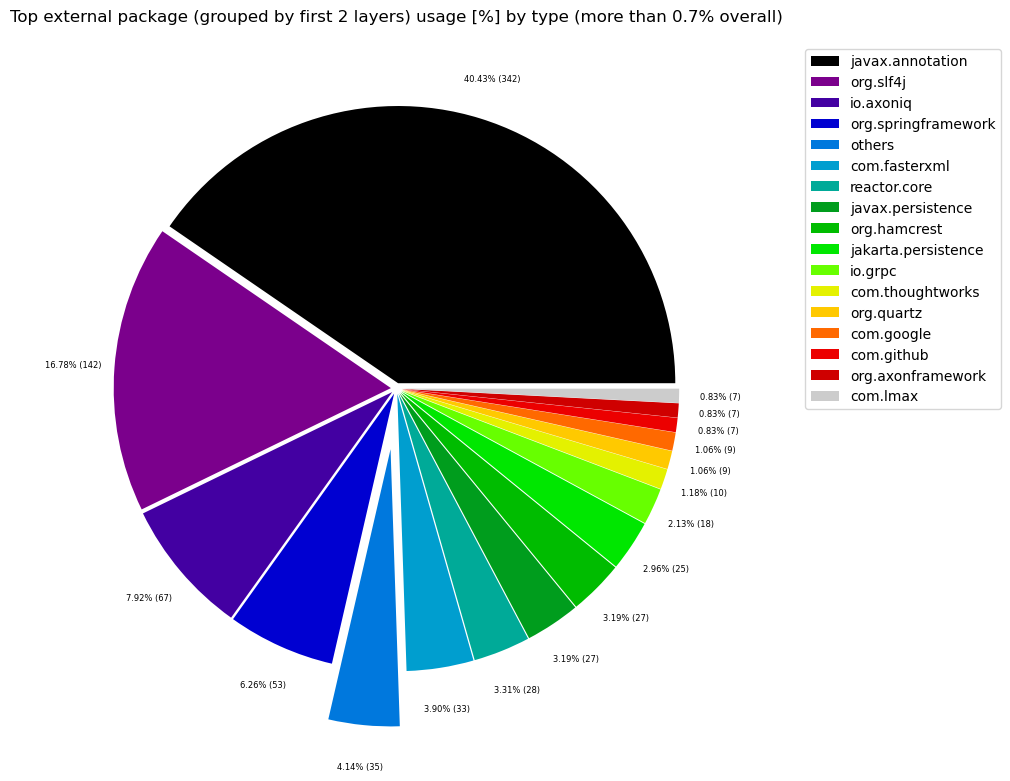 Top external package (grouped by first 2 layers) usage [%] by type (more than 0.7% overall)
javax.annotation
org.slf4j
io.axoniq
org.springframework
others
com.fasterxml
reactor.core
javax.persistence
org.hamcrest
jakarta.persistence
io.grpc
com.thoughtworks
org.quartz
com.google
com.github
org.axonframework
com.lmax
40.43% (342)
16.78% (142)
7.92% (67)
6.26% (53)
4.14% (35)
3.90% (33)
3.31% (28)
3.19% (27)
3.19% (27)
2.96% (25)
2.13% (18)
1.18% (10)
1.06% (9)
1.06% (9)
0.83% (7)
0.83% (7)
0.83% (7)